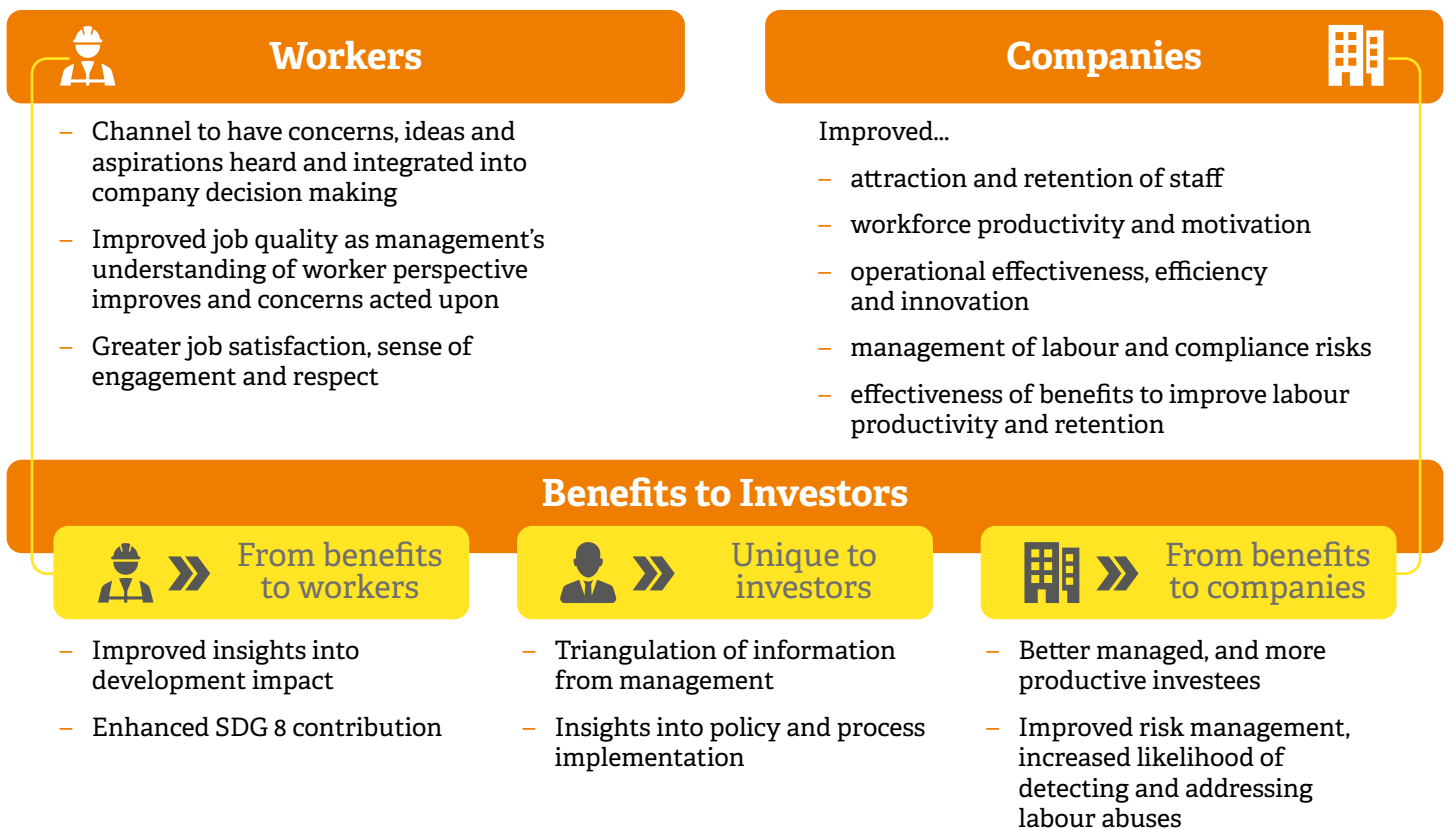 Workers
– Channel to have concerns, ideas and
aspirations heard and integrated into
company decision making
– Improved job quality as management’s
understanding of worker perspective
improves and concerns acted upon
– Greater job satisfaction, sense of
engagement and respect
Companies
Improved...
– attraction and retention of staff
– workforce productivity and motivation
– operational effectiveness, efficiency
and innovation
– management of labour and compliance risks
– effectiveness of benefits to improve labour
productivity and retention
Benefits to Investors
From benefits
to workers
– Improved insights into
development impact
– Enhanced SDG 8 contribution
Unique to
investors
– Triangulation of information
from management
– Insights into policy and process
implementation
From benefits
to companies
– Better managed, and more
productive investees
– Improved risk management,
increased likelihood of
detecting and addressing
labour abuses